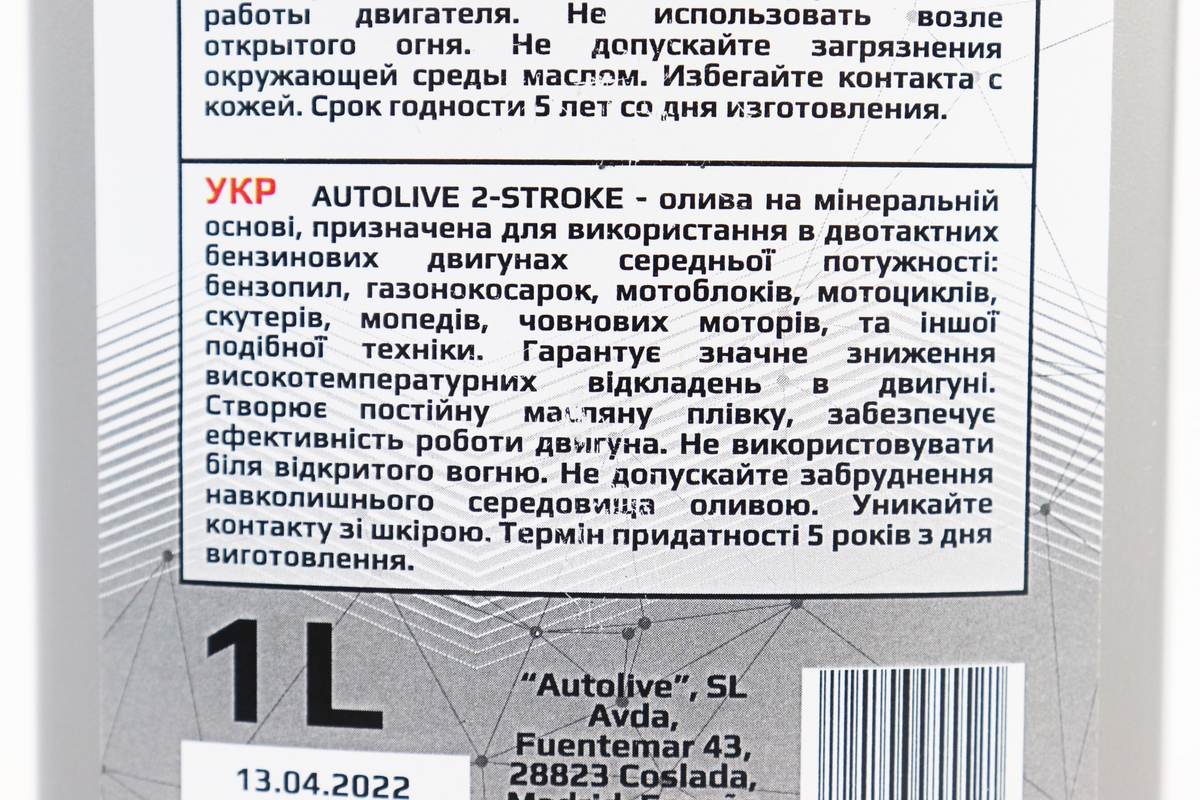 работы двигателя. Не использовать возле
открытого огня. Не допускайте загрязнения
окружающей среды маслом. Избегайте контакта с
кожей. Срок годности 5 лет со дня изготовления.
УКР AUTOLIVE 2-STROKE - олива на мінеральній
основі, призначена для використання в двотактних
бензинових двигунах середньої потужності:
бензопил, газонокосарок, мотоблоків, мотоциклів,
скутерів, мопедів, човнових моторів, та іншої
подібної техніки. Гарантує значне зниження
високотемпературних відкладень в двигуні.
Створює постійну масляну плівку, забезпечує
ефективність роботи двигуна. Не використовувати
біля відкритого вогню. Не допускайте забруднення
навколишнього середовища оливою. Уникайте
контакту зі шкірою. Термін придатності 5 років з дня
виготовлення.
1L
"Autolive", SL
Avda,
Fuentemar 43,
28823 Coslada,
13.04.2022